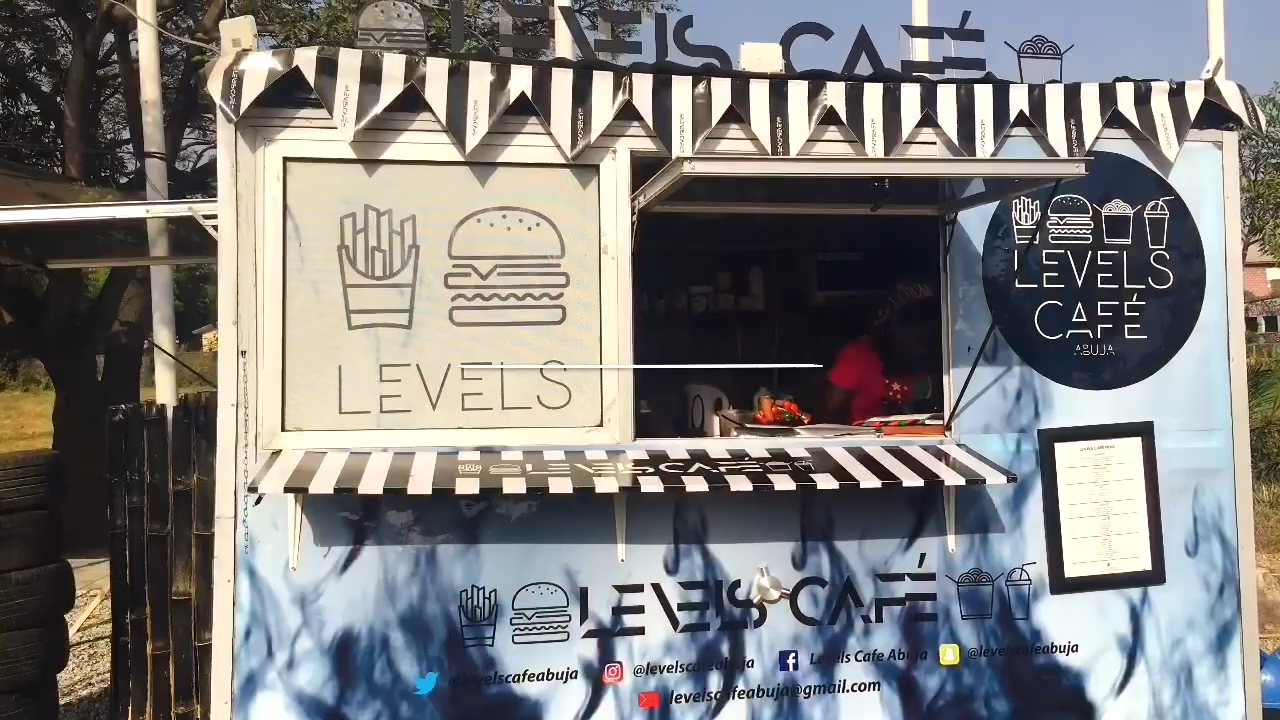 LEVELS CAFÉ
LEVELS
LEVELS
CAFÉ
ABUJA
LEVELS CAFÉ
LEVELS CAFÉ
@levelscafeabuja
@levelscafeabuja
Levels Cafe Abuja
@levelscafeabuja
levelscafeabuja@gmail.com